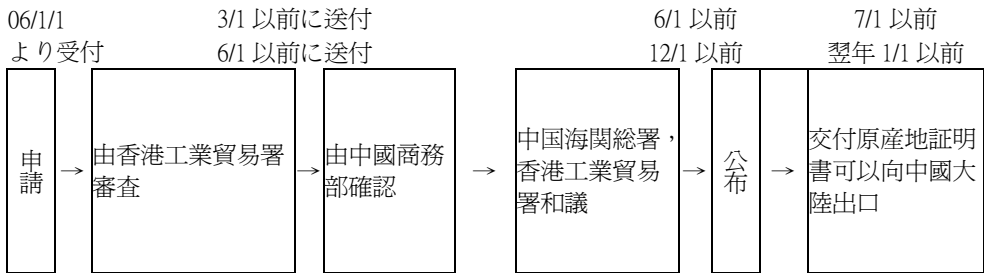 06/1/1
より受付
3/1 以前に送付
6/1 以前に送付
6/1 以前
12/1 以前
7/1 以前
翌年 1/1 以前
申請
→
由香港工業貿易署
審査
→
由中國商務
部確認
→
中国海関総署，
香港工業貿易
署和議
→
公布
→
交付原産地証明
書可以向中國大
陸出口